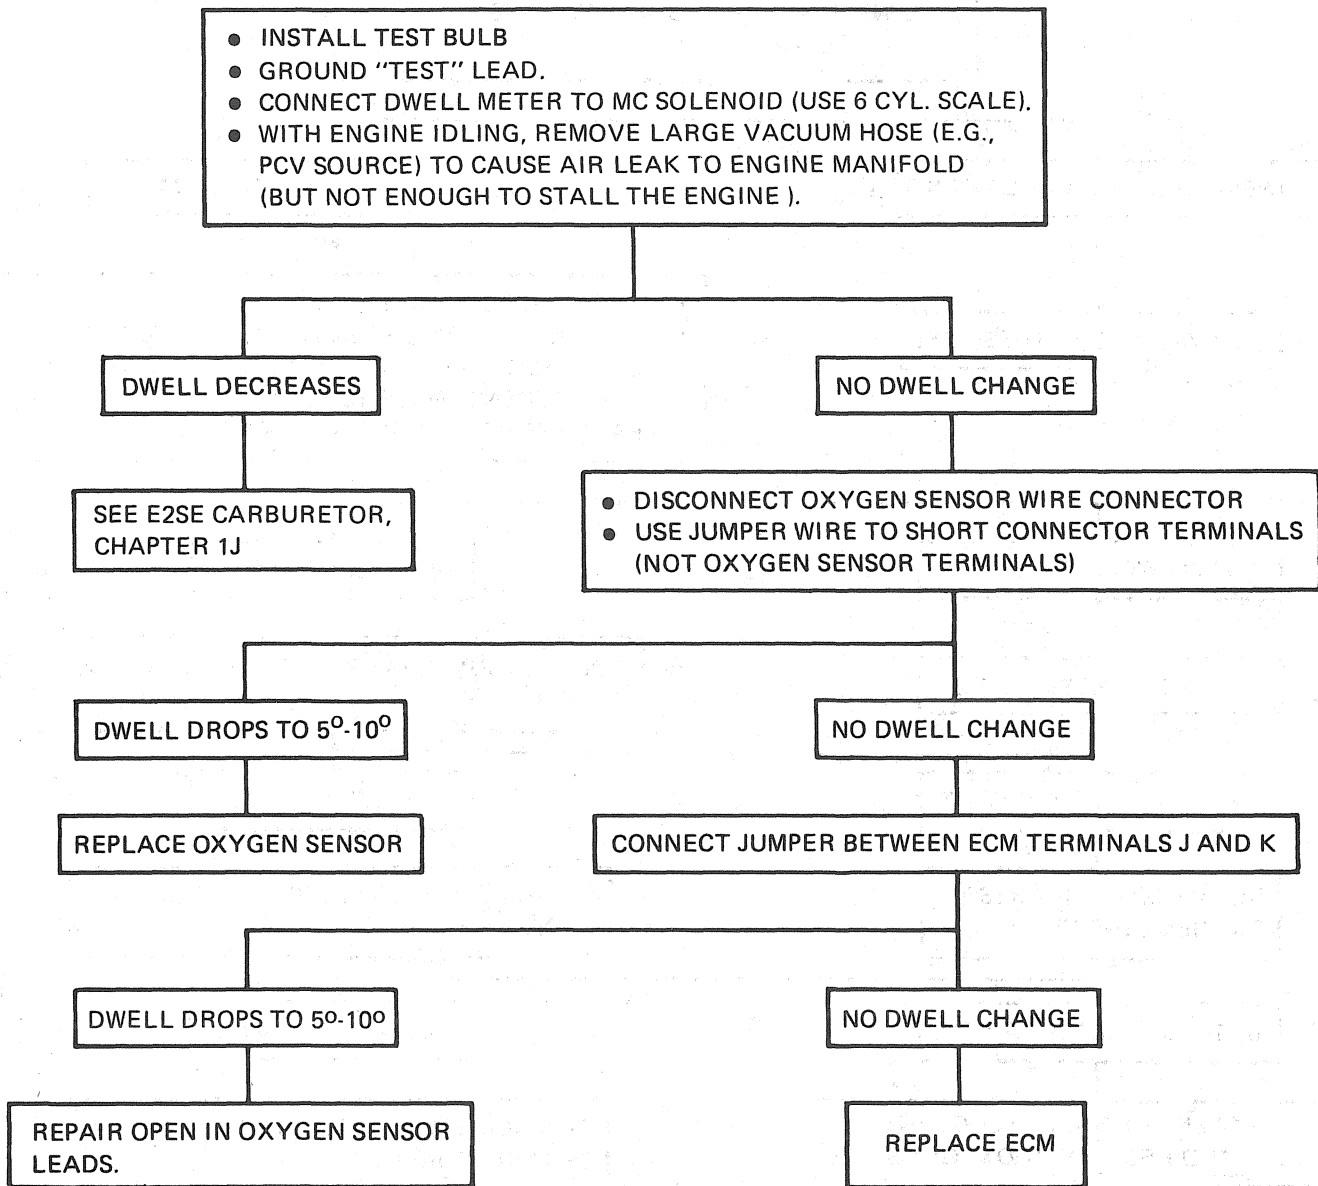 • INSTALL TEST BULB
• GROUND "TEST" LEAD.
• CONNECT DWELL METER TO MC SOLENOID (USE 6 CYL. SCALE).
• WITH ENGINE IDLING, REMOVE LARGE VACUUM HOSE (E.G.,
PCV SOURCE) TO CAUSE AIR LEAK TO ENGINE MANIFOLD
(BUT NOT ENOUGH TO STALL THE ENGINE ).
DWELL DECREASES
NO DWELL CHANGE
SEE E2SE CARBURETOR,
CHAPTER 1J
• DISCONNECT OXYGEN SENSOR WIRE CONNECTOR
• USE JUMPER WIRE TO SHORT CONNECTOR TERMINALS
(NOT OXYGEN SENSOR TERMINALS)
DWELL DROPS TO 5º-10º
NO DWELL CHANGE
REPLACE OXYGEN SENSOR
CONNECT JUMPER BETWEEN ECM TERMINALS J AND K
DWELL DROPS TO 5º-10º
NO DWELL CHANGE
REPAIR OPEN IN OXYGEN SENSOR
LEADS.
REPLACE ECM